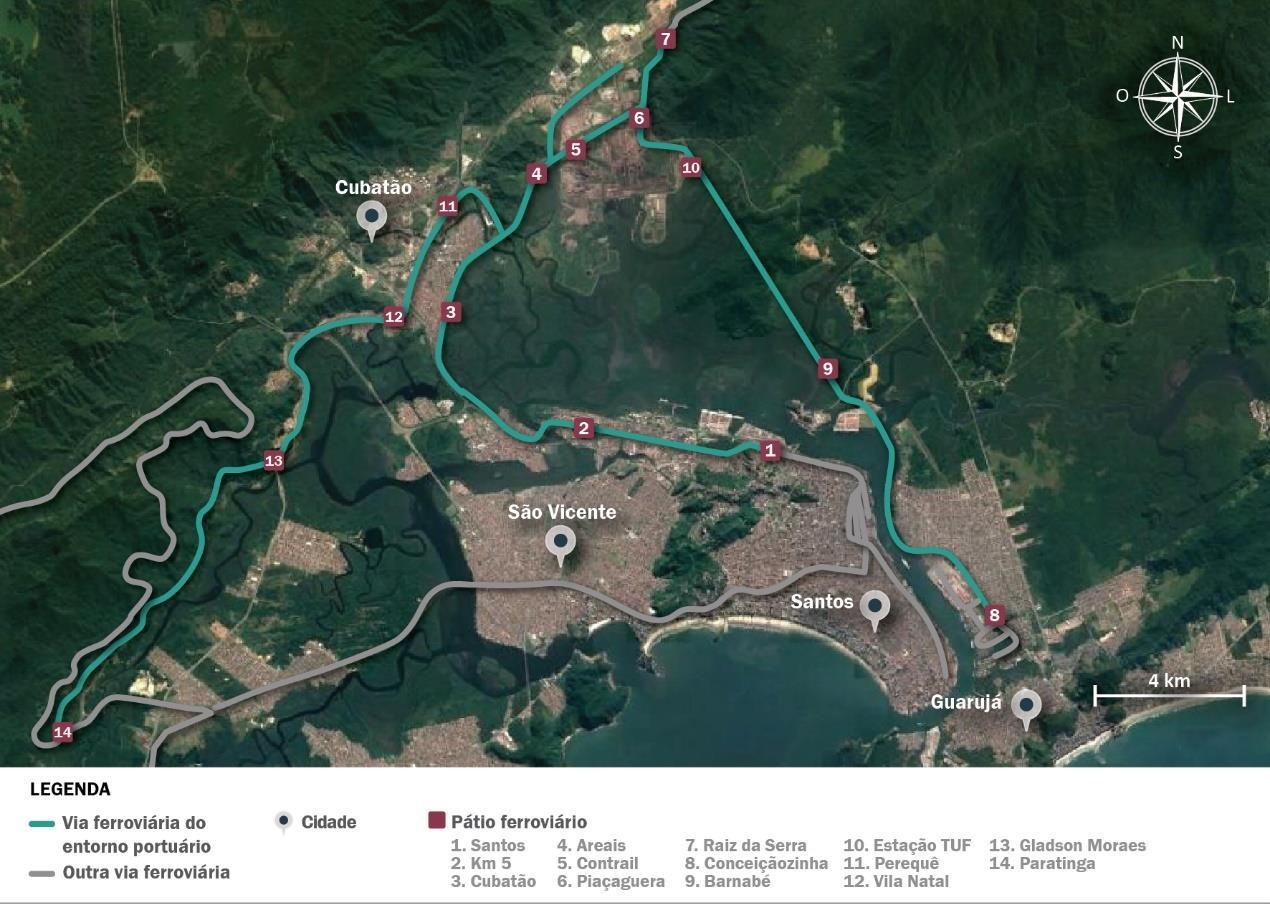 N
O
L
S
7
6
5
4
10
Cubatão
11
12
3
9
2
1
13
São Vicente
Santos
8
4 km
Guarujá
14
LEGENDA
Via ferroviária do
entorno portuário
Outra via ferroviária
Cidade
Pátio ferroviário
1. Santos
2. Km 5
3. Cubatão
4. Areais
5. Contrail
6. Piaçaguera
7. Raiz da Serra
8. Conceiçãozinha
9. Barnabé
10. Estação TUF
11. Perequê
12. Vila Natal
13. Gladson Moraes
14. Paratinga